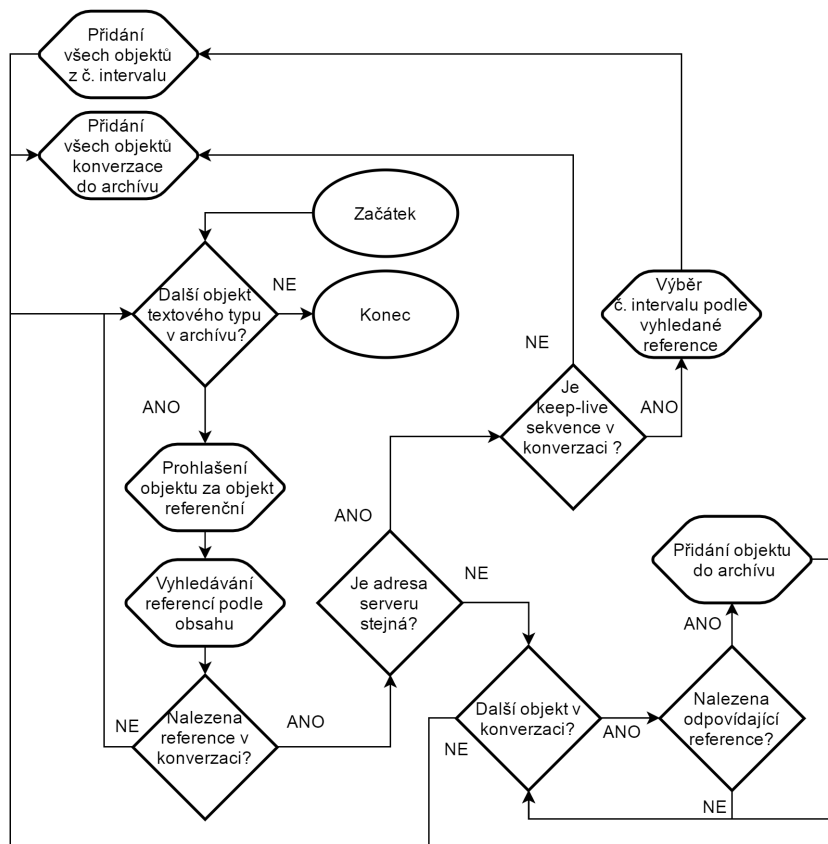 Přidání
všech objektů
z č. intervalu
Přidání
všech objektů
konverzace
do archívu
Začátek
Další objekt
textového typu
v archívu?
NE
Konec
ANO
Výběr
č. intervalu podle
vyhledané
reference
NE
Je
keep-live
sekvence v
konverzaci ?
ANO
Prohlašení
objektu za objekt
referenční
ANO
Vyhledávání
referencí podle
obsahu
Je adresa
serveru
stejná?
NE
Přidání objektu
do archívu
ANO
Nalezena
reference v
konverzaci?
NE
ANO
Další objekt v
konverzaci?
NE
ANO
Nalezena
odpovídající
reference?
NE